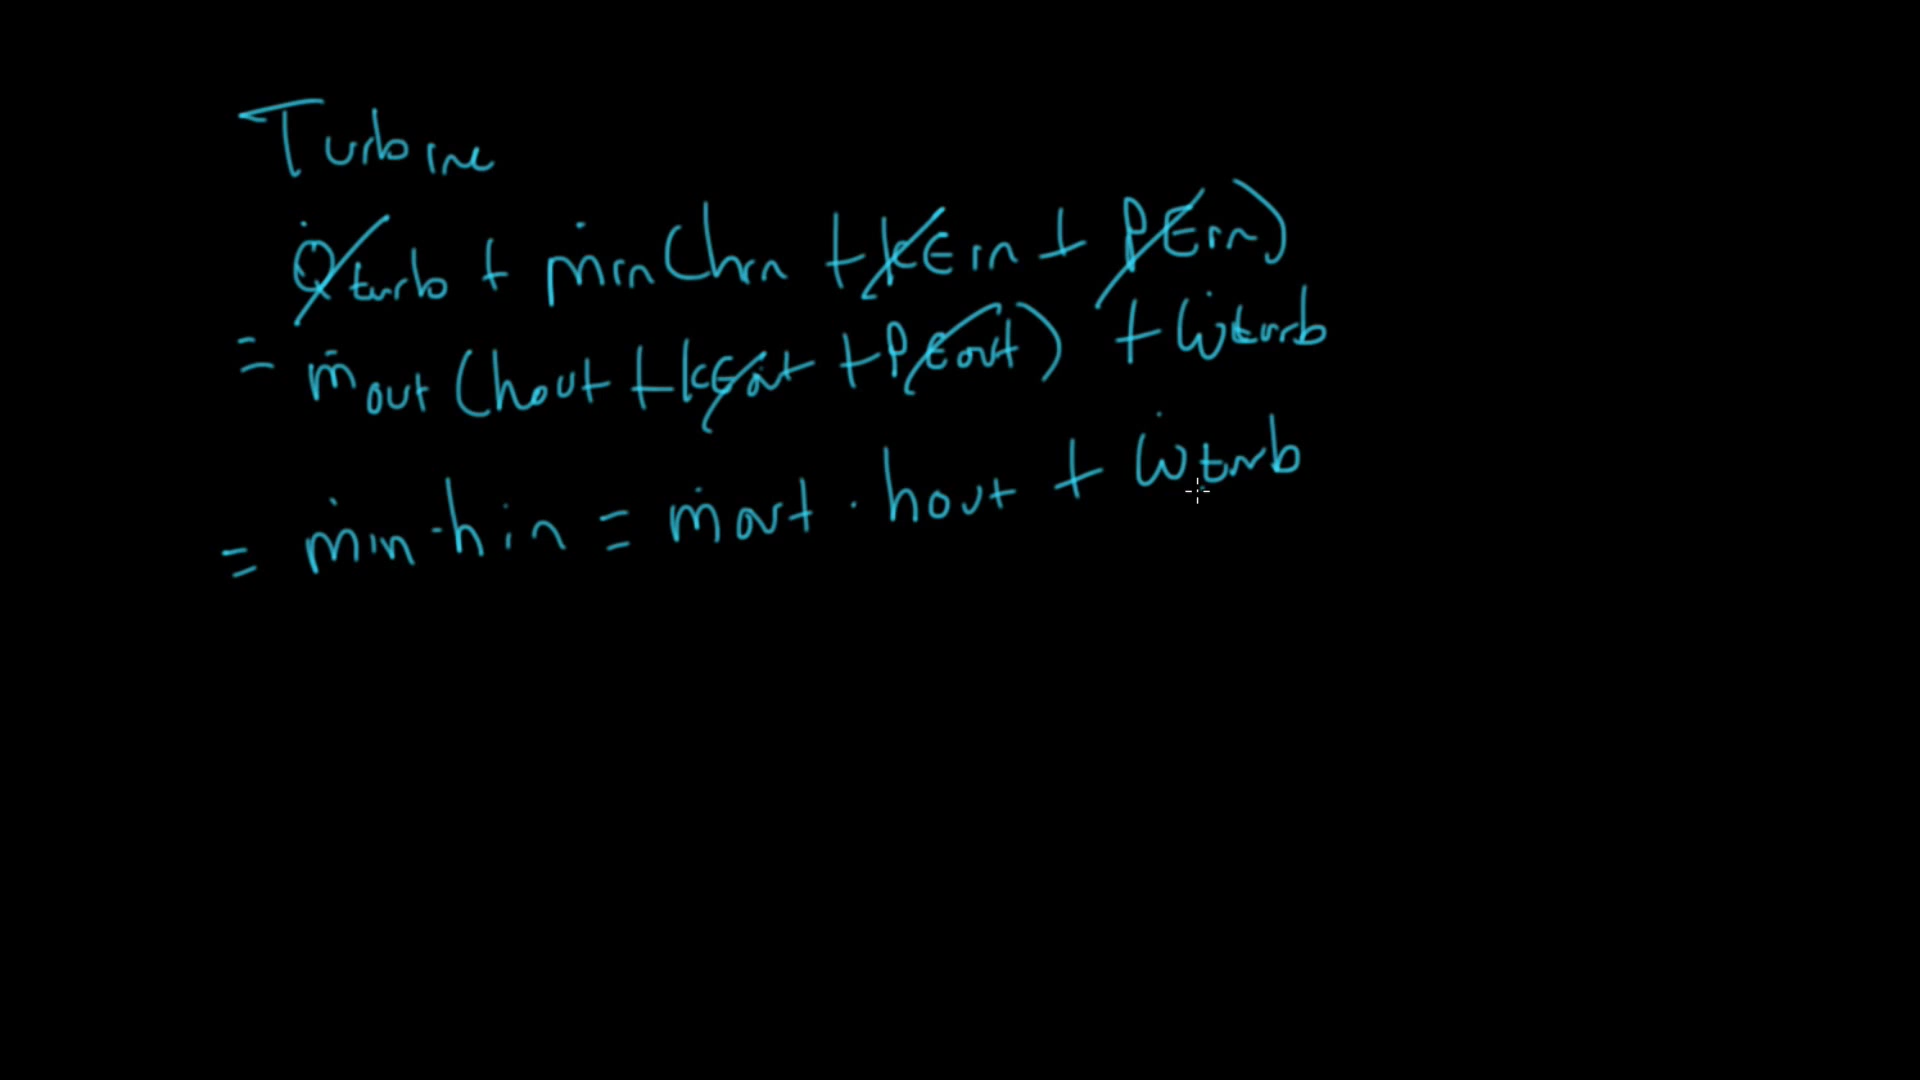 Turbine
Q̇turb + ṁin(hin + KEin + PEin)
= ṁout (hout + KEout + PEout) + Ẇturb
= ṁin·hin = ṁout · hout + Ẇturb